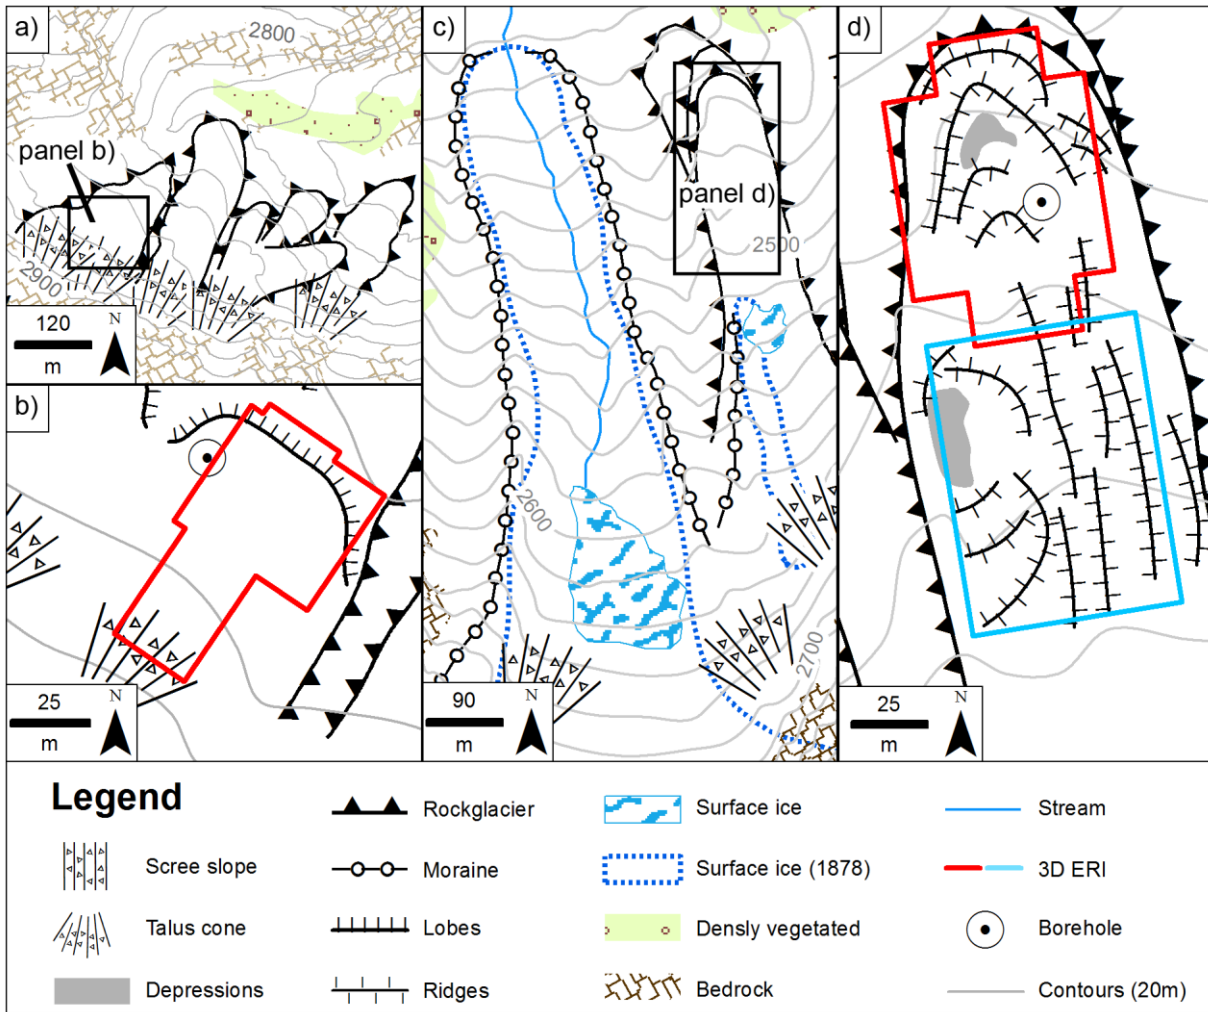 a)
2800
panel b)
2900
120
m
N
b)
25
m
N
c)
panel d)
2500
2600
2700
90
m
N
d)
25
m
N
Legend
Scree slope
Talus cone
Depressions
Rockglacier
Moraine
Lobes
Ridges
Surface ice
Surface ice (1878)
Densly vegetated
Bedrock
Stream
3D ERI
Borehole
Contours (20m)